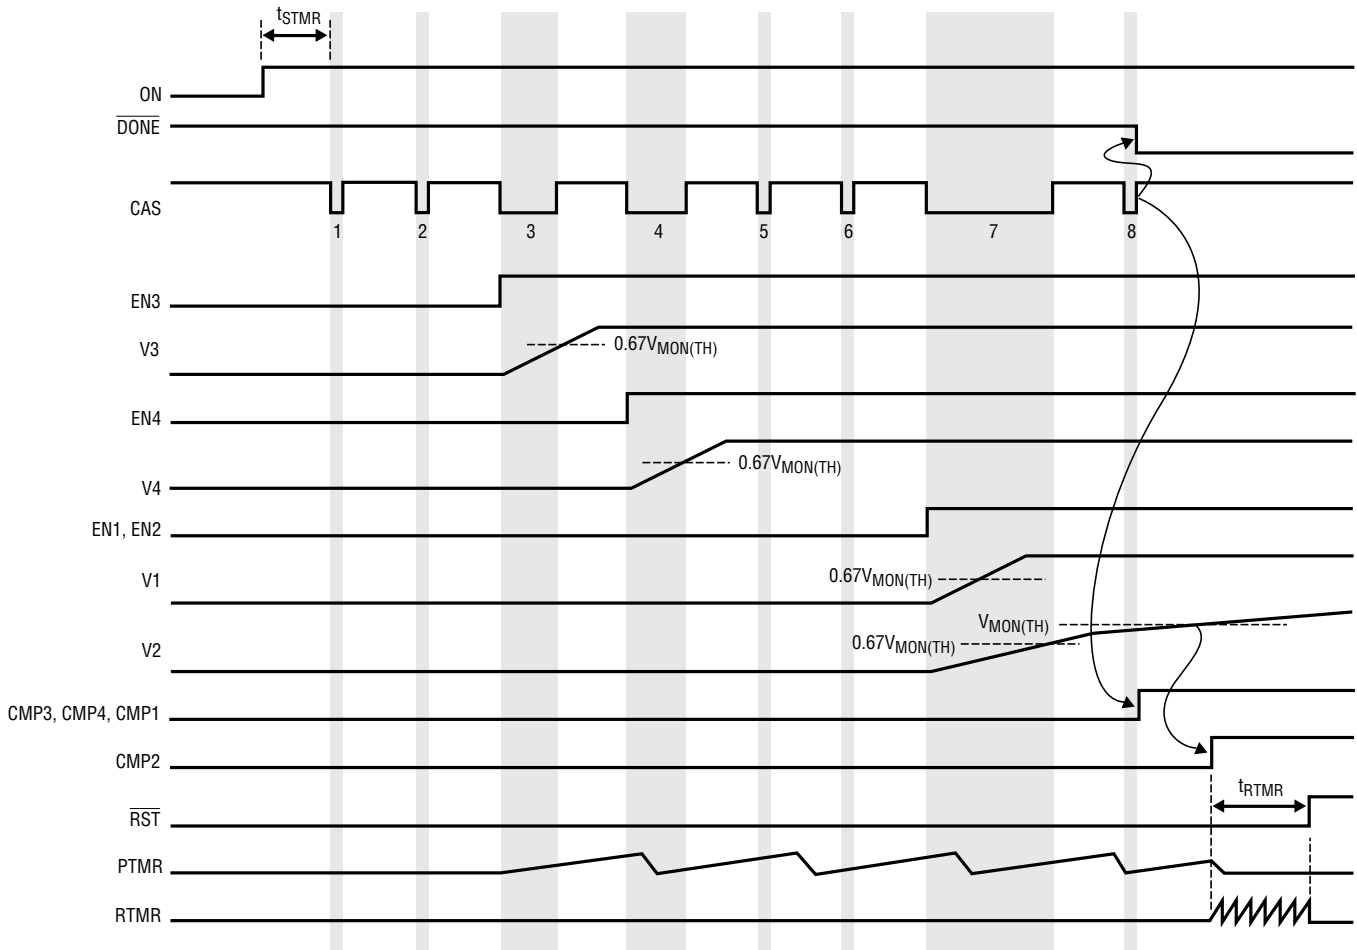 tSTMR
ON
DONE
CAS
1 2 3 4 5 6 7 8
EN3
0.67VMON(TH)
V3
EN4
0.67VMON(TH)
V4
EN1, EN2
V1
0.67VMON(TH)
VMON(TH)
V2
0.67VMON(TH)
CMP3, CMP4, CMP1
CMP2
tRTMR
RST
PTMR
RTMR